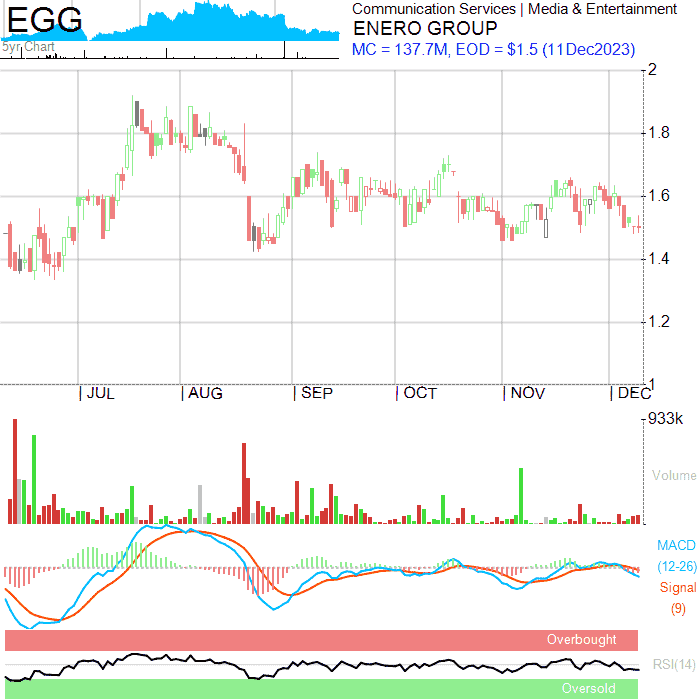 EGG
5yr Chart
Communication Services | Media & Entertainment
ENERO GROUP
MC = 137.7M, EOD = $1.5 (11Dec2023)
2
1.8
1.6
1.4
1.2
1
JUL
AUG
SEP
OCT
NOV
DEC
933k
Volume
MACD
(12-26)
Signal
(9)
Overbought
RSI(14)
Oversold